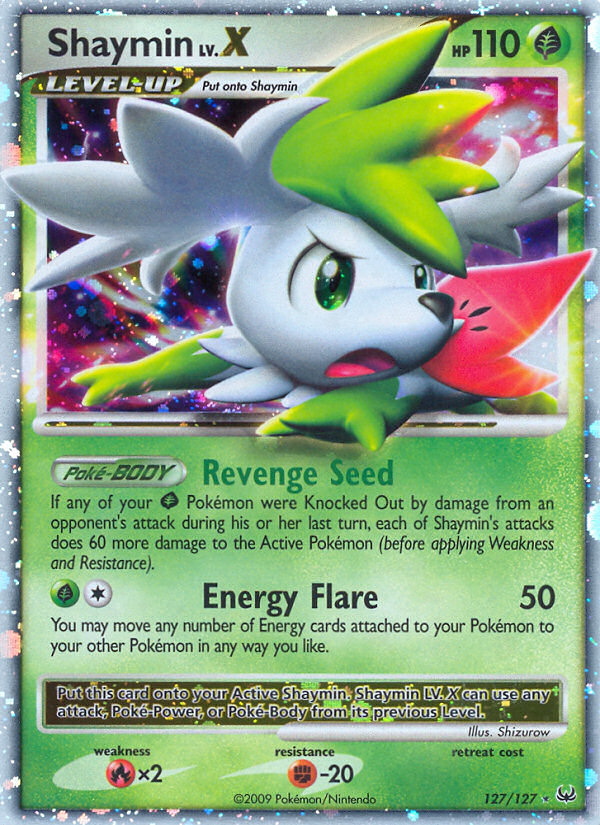 Shaymin LV.X HP 110
LEVEL-UP Put onto Shaymin
Poké-BODY Revenge Seed
If any of your Pokémon were Knocked Out by damage from an
opponent's attack during his or her last turn, each of Shaymin's attacks
does 60 more damage to the Active Pokémon (before applying Weakness
and Resistance).
Energy Flare 50
You may move any number of Energy cards attached to your Pokémon to
your other Pokémon in any way you like.
Put this card onto your Active Shaymin. Shaymin LV.X can use any
attack, Poké-Power, or Poké-Body from its previous Level.
Illus. Shizurow
weakness resistance retreat cost
×2 -20
©2009 Pokémon/Nintendo 127/127